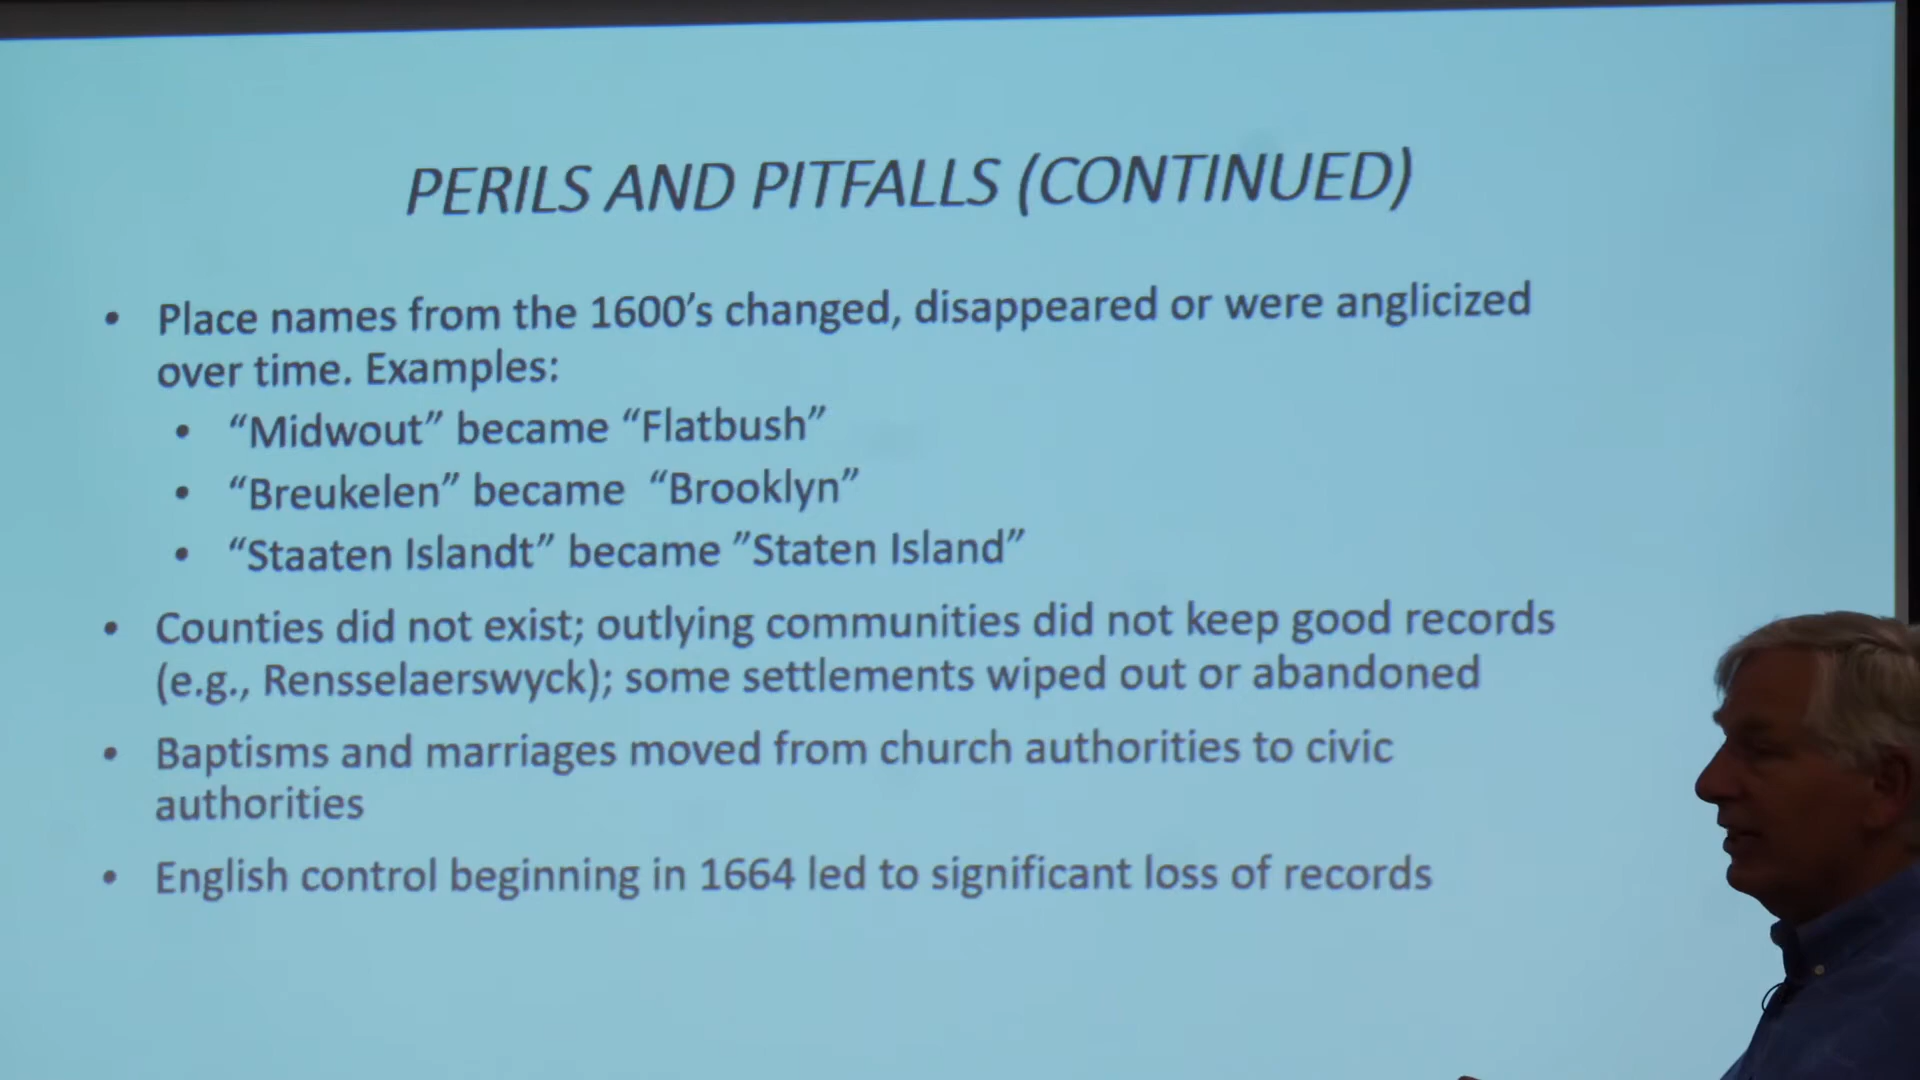 PERILS AND PITFALLS (CONTINUED)
• Place names from the 1600’s changed, disappeared or were anglicized
over time. Examples:
• “Midwout” became “Flatbush”
• “Breukelen” became “Brooklyn”
• “Staaten Islandt” became ”Staten Island”
• Counties did not exist; outlying communities did not keep good records
(e.g., Rensselaerswyck); some settlements wiped out or abandoned
• Baptisms and marriages moved from church authorities to civic
authorities
• English control beginning in 1664 led to significant loss of records